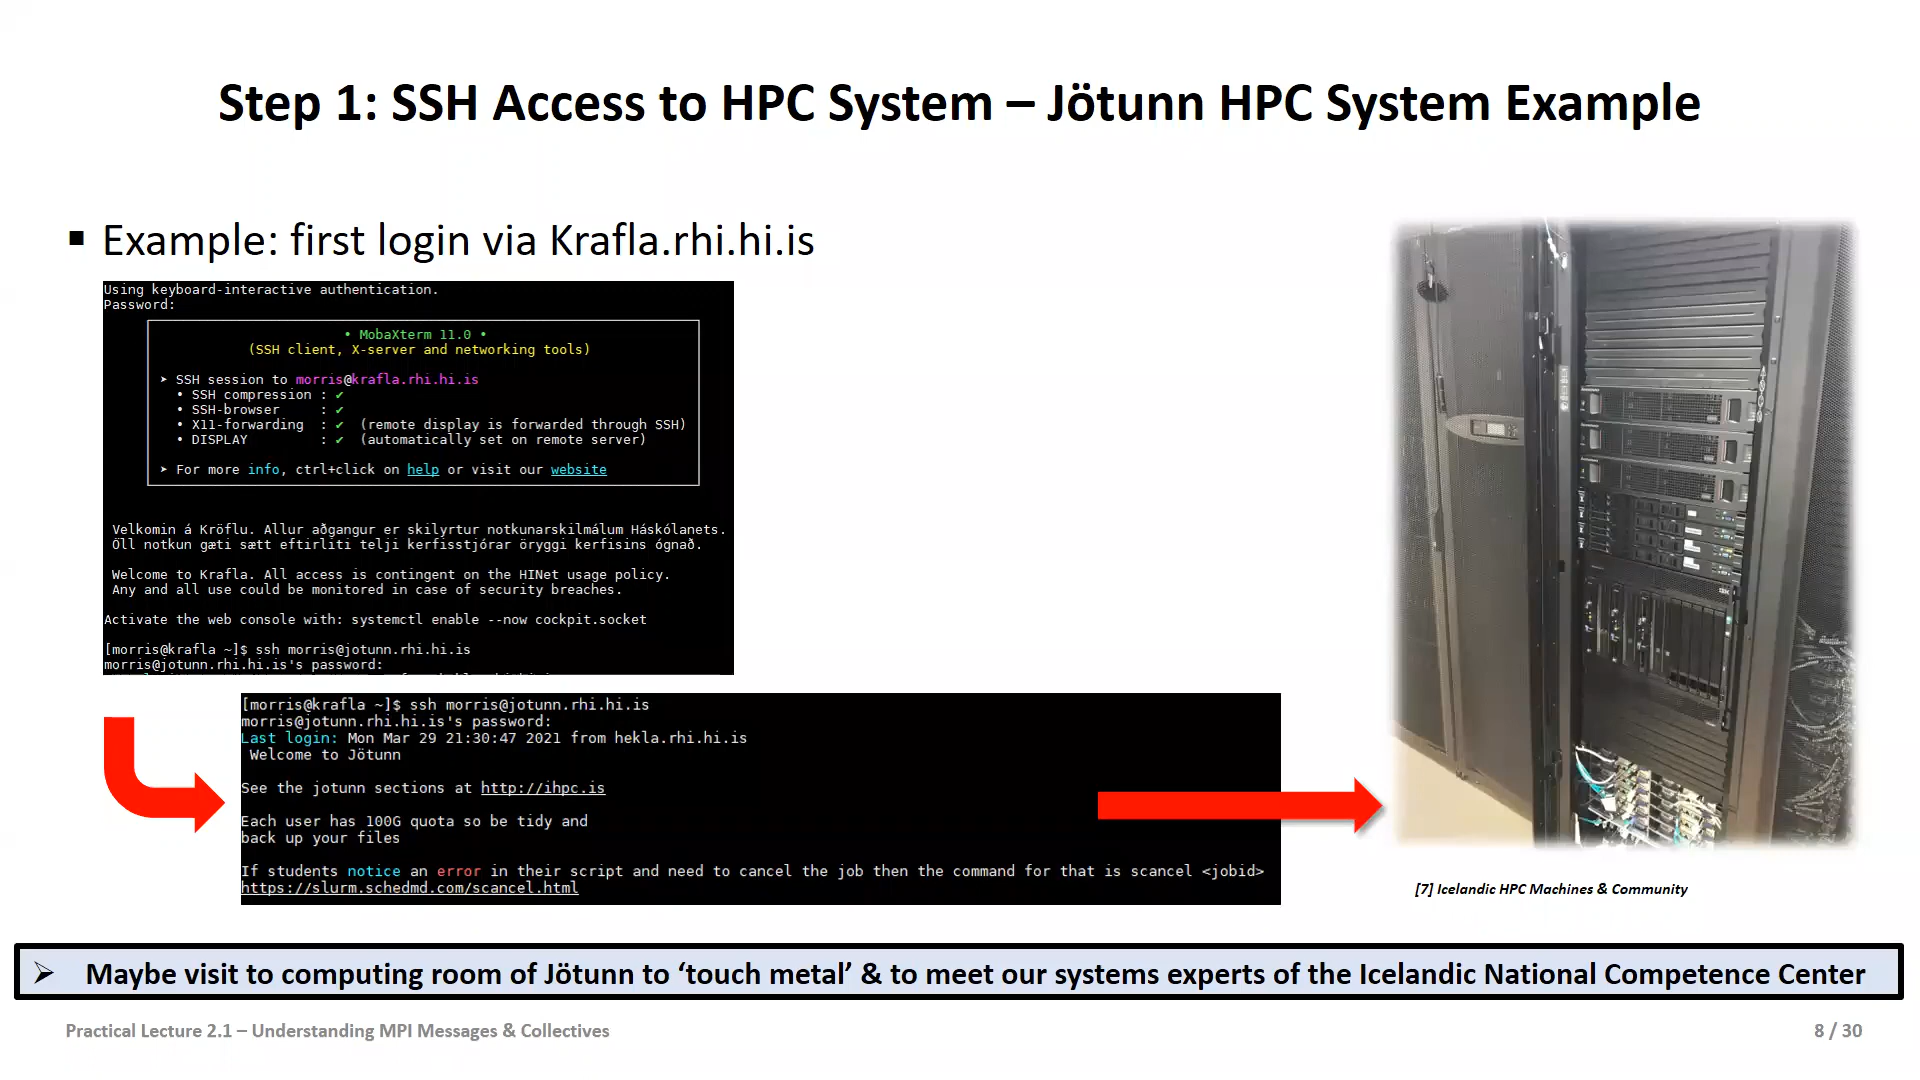 Step 1: SSH Access to HPC System – Jötunn HPC System Example
▪ Example: first login via Krafla.rhi.hi.is
Using keyboard-interactive authentication.
Password:
• MobaXterm 11.0 •
(SSH client, X-server and networking tools)
➤ SSH session to morris@krafla.rhi.hi.is
• SSH compression : ✔
• SSH-browser : ✔
• X11-forwarding : ✔ (remote display is forwarded through SSH)
• DISPLAY : ✔ (automatically set on remote server)
➤ For more info, ctrl+click on help or visit our website
Velkomin á Kröflu. Allur aðgangur er skilyrtur notkunarskilmálum Háskólanets.
Öll notkun gæti sætt eftirliti telji kerfisstjórar öryggi kerfisins ógnað.
Welcome to Krafla. All access is contingent on the HINet usage policy.
Any and all use could be monitored in case of security breaches.
Activate the web console with: systemctl enable --now cockpit.socket
[morris@krafla ~]$ ssh morris@jotunn.rhi.hi.is
morris@jotunn.rhi.hi.is's password:
[morris@krafla ~]$ ssh morris@jotunn.rhi.hi.is
morris@jotunn.rhi.hi.is's password:
Last login: Mon Mar 29 21:30:47 2021 from hekla.rhi.hi.is
Welcome to Jötunn
See the jotunn sections at http://ihpc.is
Each user has 100G quota so be tidy and
back up your files
If students notice an error in their script and need to cancel the job then the command for that is scancel <jobid>
https://slurm.schedmd.com/scancel.html
[7] Icelandic HPC Machines & Community
➢ Maybe visit to computing room of Jötunn to ‘touch metal’ & to meet our systems experts of the Icelandic National Competence Center
Practical Lecture 2.1 – Understanding MPI Messages & Collectives
8 / 30